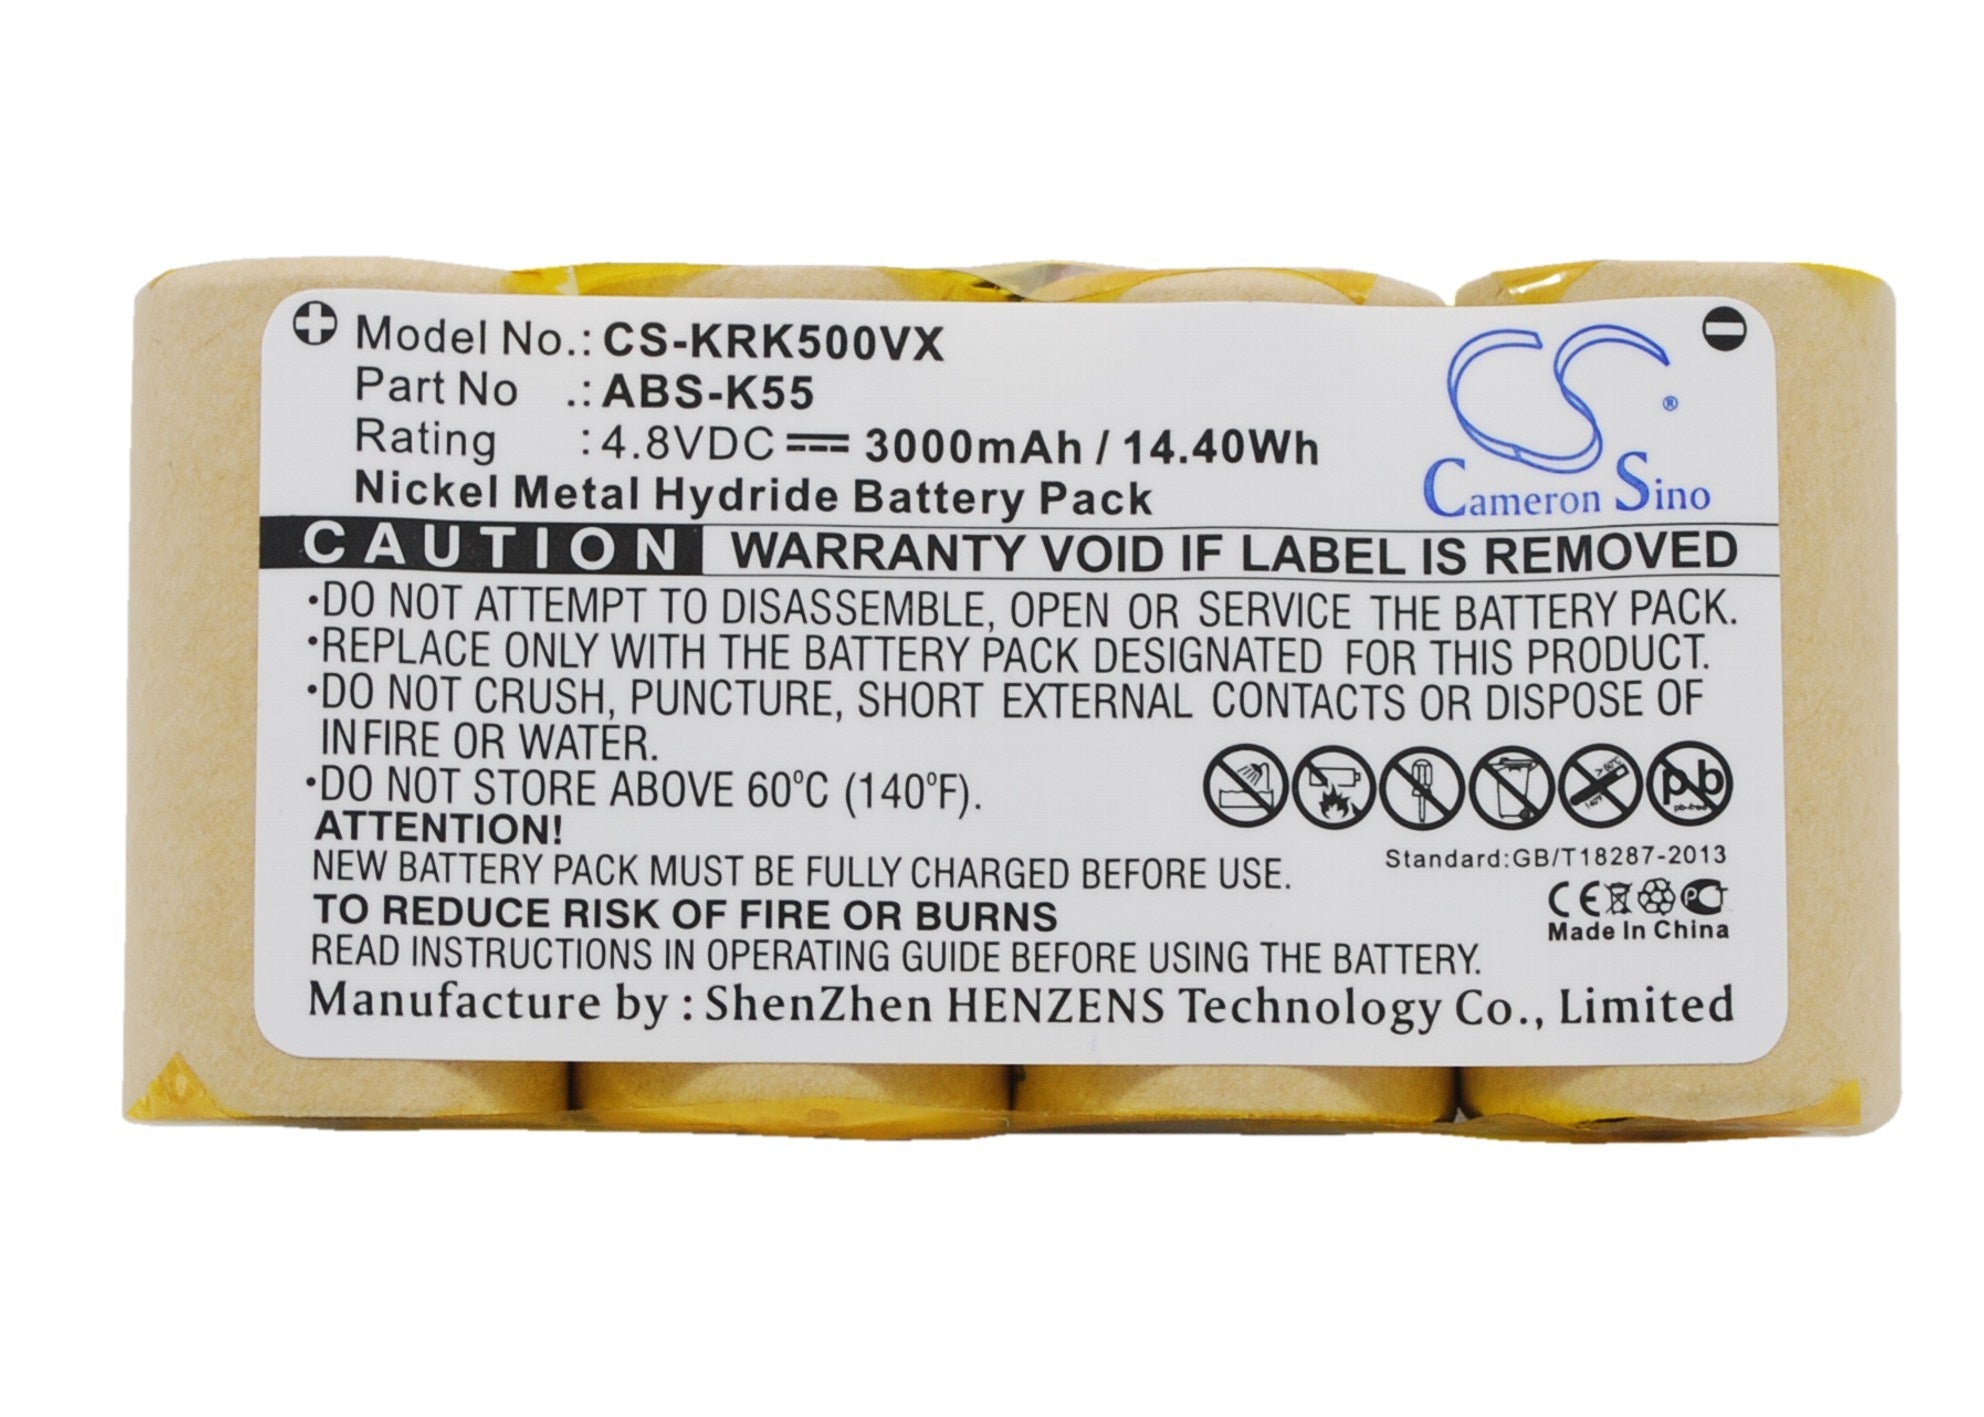 Model No.: CS-KRK500VX
Part No .: ABS-K55
Rating : 4.8VDC 3000mAh / 14.40Wh
Nickel Metal Hydride Battery Pack
CS®
Cameron Sino
CAUTION WARRANTY VOID IF LABEL IS REMOVED
•DO NOT ATTEMPT TO DISASSEMBLE, OPEN OR SERVICE THE BATTERY PACK.
•REPLACE ONLY WITH THE BATTERY PACK DESIGNATED FOR THIS PRODUCT.
•DO NOT CRUSH, PUNCTURE, SHORT EXTERNAL CONTACTS OR DISPOSE OF
INFIRE OR WATER.
•DO NOT STORE ABOVE 60°C (140°F).
Pb
ATTENTION!
NEW BATTERY PACK MUST BE FULLY CHARGED BEFORE USE.
Standard:GB/T18287-2013
TO REDUCE RISK OF FIRE OR BURNS
CE
Made In China
READ INSTRUCTIONS IN OPERATING GUIDE BEFORE USING THE BATTERY.
Manufacture by : ShenZhen HENZENS Technology Co., Limited